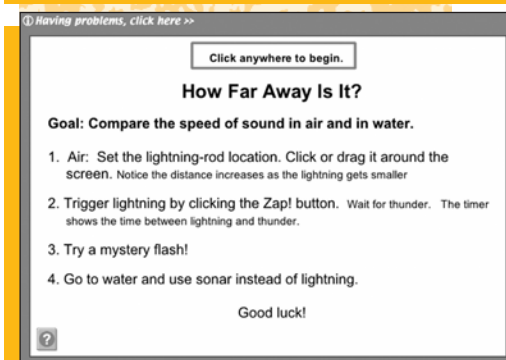 Having problems, click here >>
Click anywhere to begin.
How Far Away Is It?
Goal: Compare the speed of sound in air and in water.
1. Air: Set the lightning-rod location. Click or drag it around the
screen. Notice the distance increases as the lightning gets smaller
2. Trigger lightning by clicking the Zap! button. Wait for thunder. The timer
shows the time between lightning and thunder.
3. Try a mystery flash!
4. Go to water and use sonar instead of lightning.
Good luck!
?